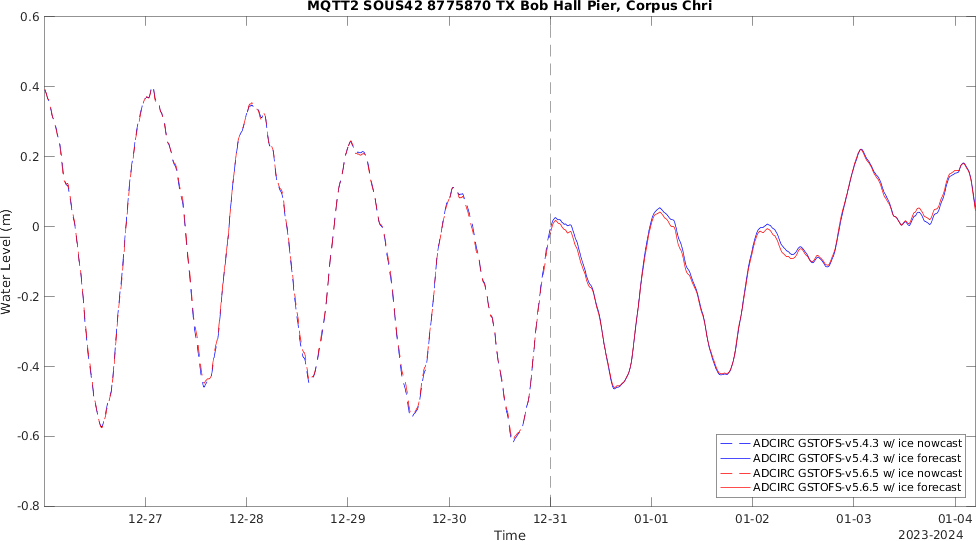 MQTT2 SOUS42 8775870 TX Bob Hall Pier, Corpus Chri
0.6
0.4
0.2
0
-0.2
-0.4
-0.6
-0.8
Water Level (m)
ADCIRC GSTOFS-v5.4.3 w/ ice nowcast
ADCIRC GSTOFS-v5.4.3 w/ ice forecast
ADCIRC GSTOFS-v5.6.5 w/ ice nowcast
ADCIRC GSTOFS-v5.6.5 w/ ice forecast
12-27 12-28 12-29 12-30 12-31 01-01 01-02 01-03 01-04
Time
2023-2024